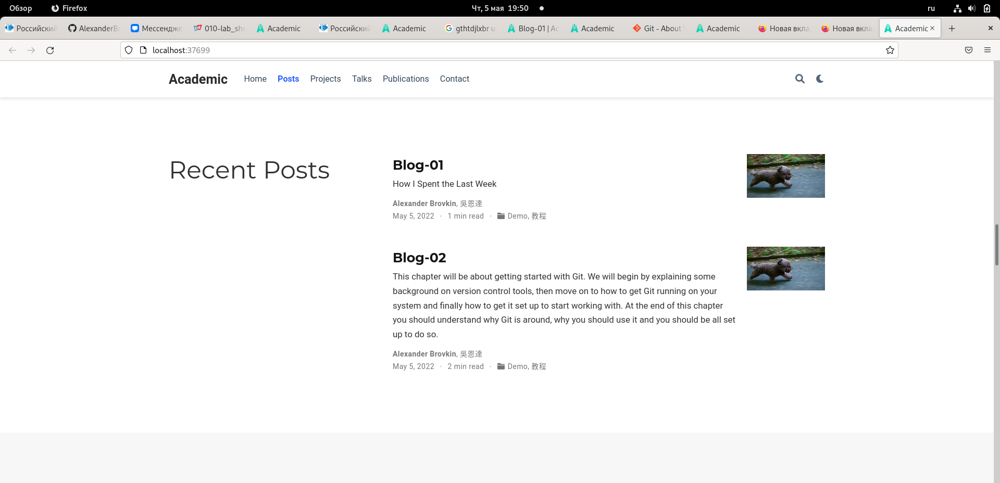 Обзор Firefox Чт, 5 мая 19:50 ru
Российский AlexanderB Мессендже 010-lab_she Academic Российский Academic gthtdjlxbr u Blog-01 | Ac Academic Git - About Academic Новая вкла Новая вкла Academic
localhost:37699
Academic Home Posts Projects Talks Publications Contact
Recent Posts
Blog-01
How I Spent the Last Week
Alexander Brovkin, 吳恩達
May 5, 2022 · 1 min read · Demo, 教程
Blog-02
This chapter will be about getting started with Git. We will begin by explaining some
background on version control tools, then move on to how to get Git running on your
system and finally how to get it set up to start working with. At the end of this chapter
you should understand why Git is around, why you should use it and you should be all set
up to do so.
Alexander Brovkin, 吳恩達
May 5, 2022 · 2 min read · Demo, 教程